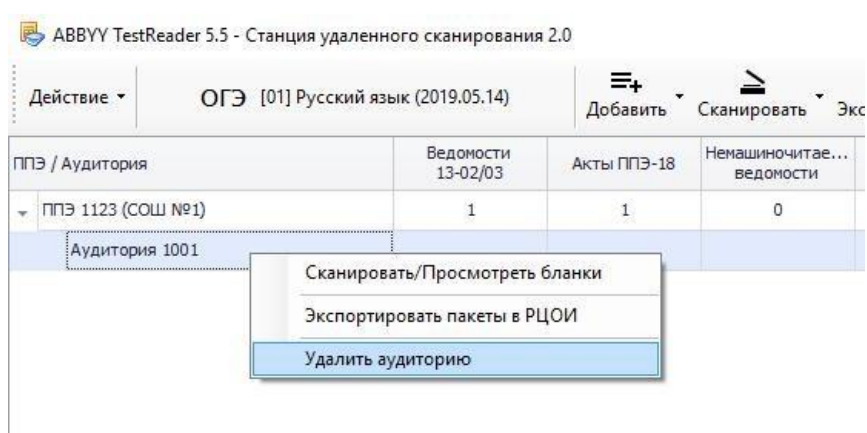 ABBYY TestReader 5.5 - Станция удаленного сканирования 2.0
Действие ОГЭ [01] Русский язык (2019.05.14) Добавить Сканировать Экс
ППЭ / Аудитория Ведомости 13-02/03 Акты ППЭ-18 Немашиночитае... ведомости
ППЭ 1123 (СОШ №1) 1 1 0
Аудитория 1001
Сканировать/Просмотреть бланки
Экспортировать пакеты в РЦОИ
Удалить аудиторию